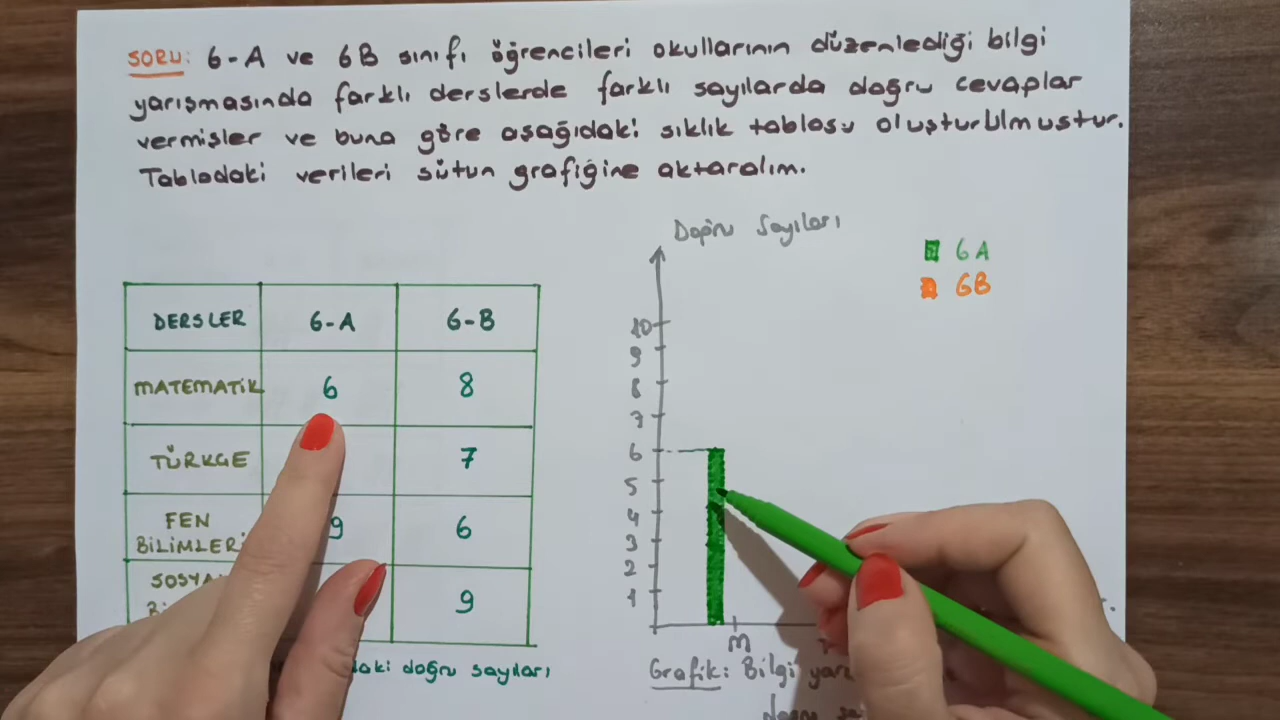 SORU: 6-A ve 6B sınıfı öğrencileri okullarının düzenlediği bilgi
yarışmasında farklı derslerde farklı sayılarda doğru cevaplar
vermişler ve buna göre aşağıdaki sıklık tablosu oluşturulmuştur.
Tablodaki verileri sütun grafiğine aktaralım.
DERSLER 6-A 6-B
MATEMATİK 6 8
TÜRKÇE 7
FEN BİLİMLERİ 9 6
9
doğru sayıları
Doğru Sayıları
6A
6B
10
9
8
7
6
5
4
3
2
1
M
Grafik: Bilgi